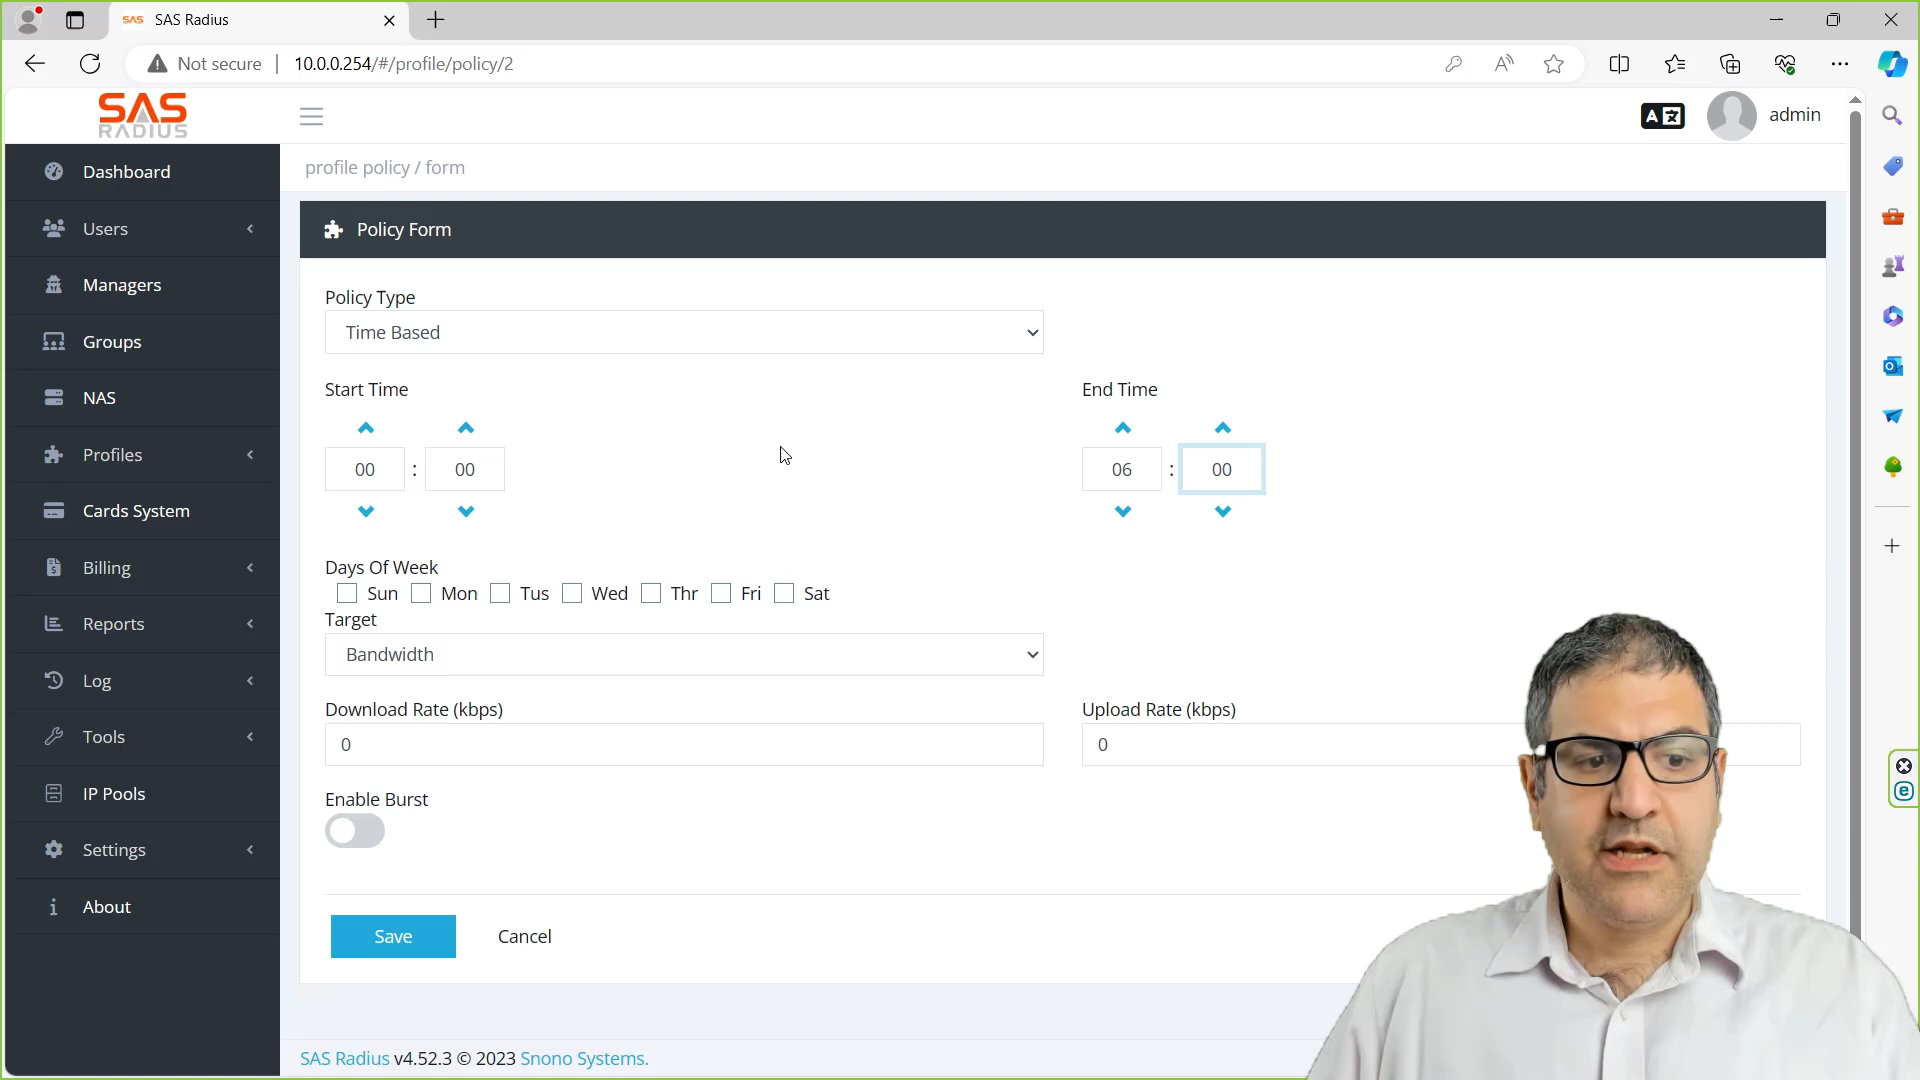 SAS Radius
Not secure
10.0.0.254/#/profile/policy/2
SAS
RADIUS
admin
Dashboard
Users
Managers
Groups
NAS
Profiles
Cards System
Billing
Reports
Log
Tools
IP Pools
Settings
About
profile policy / form
Policy Form
Policy Type
Time Based
Start Time
End Time
00 : 00
06 : 00
Days Of Week
Sun Mon Tus Wed Thr Fri Sat
Target
Bandwidth
Download Rate (kbps)
Upload Rate (kbps)
0
0
Enable Burst
Save
Cancel
SAS Radius v4.52.3 © 2023 Snono Systems.